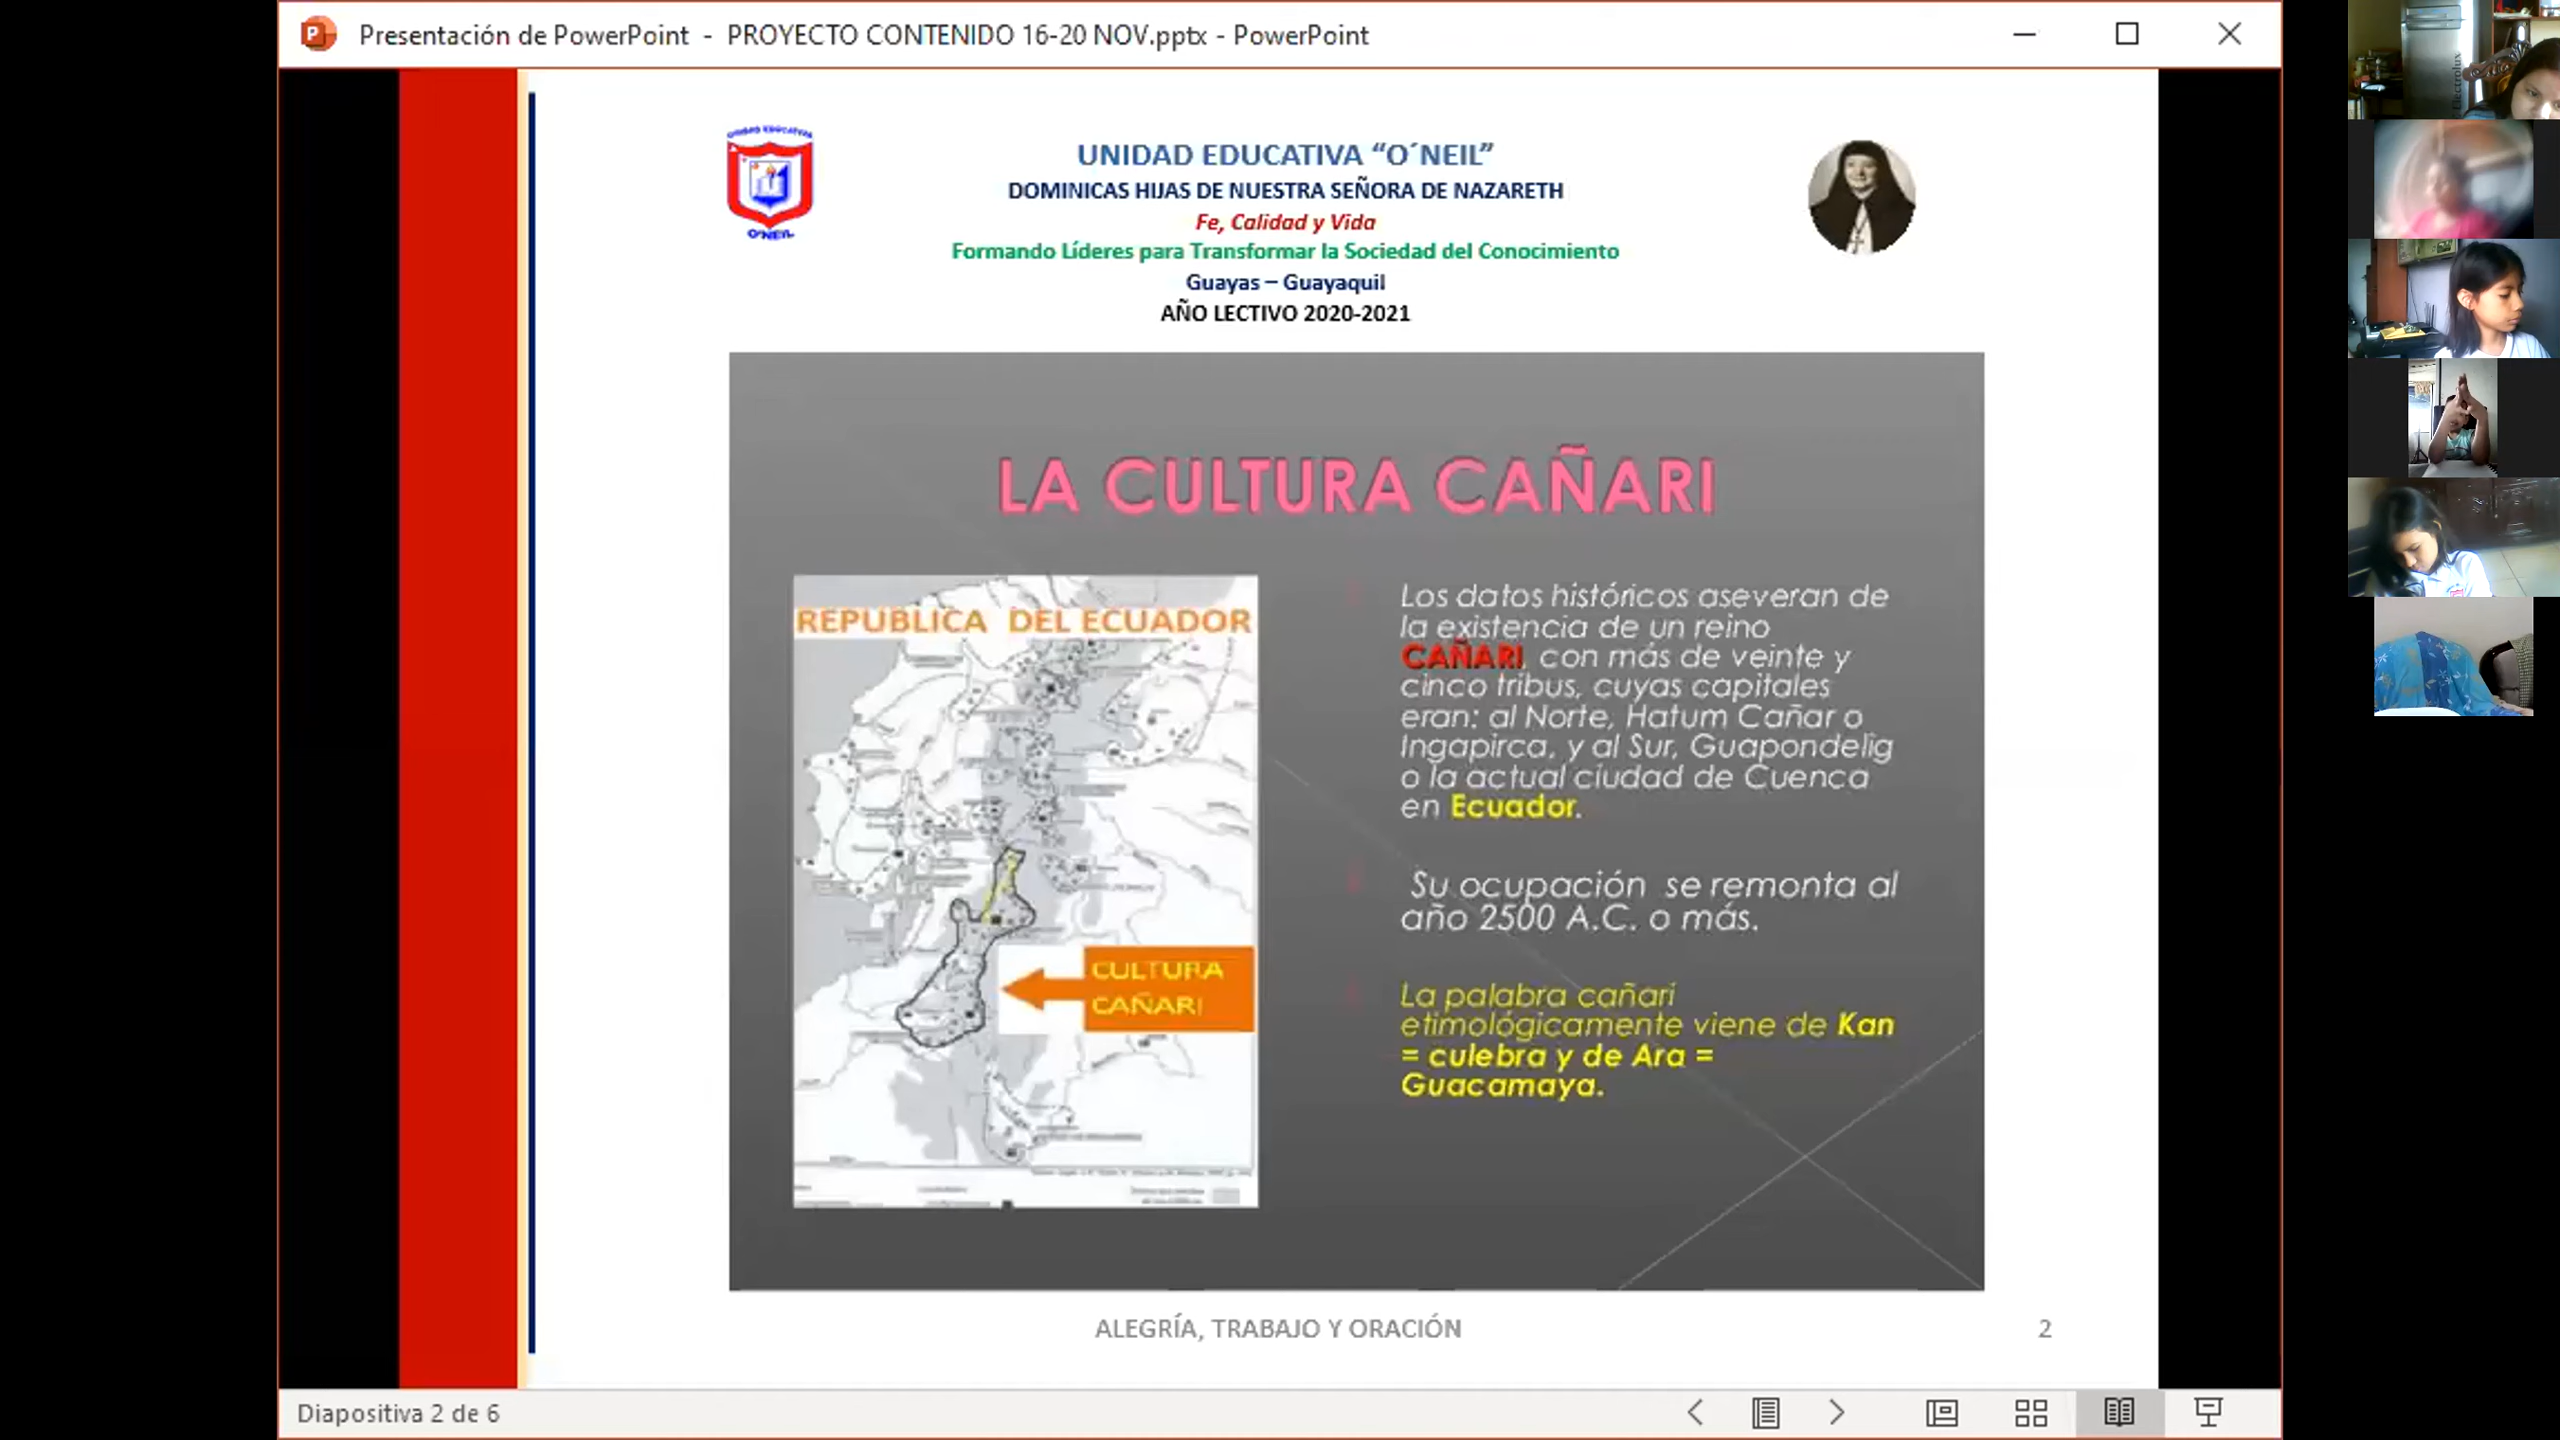 Presentación de PowerPoint - PROYECTO CONTENIDO 16-20 NOV.pptx - PowerPoint
UNIDAD EDUCATIVA
O'NEIL
UNIDAD EDUCATIVA “O´NEIL”
DOMINICAS HIJAS DE NUESTRA SEÑORA DE NAZARETH
Fe, Calidad y Vida
Formando Líderes para Transformar la Sociedad del Conocimiento
Guayas – Guayaquil
AÑO LECTIVO 2020-2021
LA CULTURA CAÑARI
REPUBLICA DEL ECUADOR
CULTURA
CAÑARI
Los datos históricos aseveran de
la existencia de un reino
CAÑARI, con más de veinte y
cinco tribus, cuyas capitales
eran: al Norte, Hatum Cañar o
Ingapirca, y al Sur, Guapondelig
o la actual ciudad de Cuenca
en Ecuador.
Su ocupación se remonta al
año 2500 A.C. o más.
La palabra cañari
etimológicamente viene de Kan
= culebra y de Ara =
Guacamaya.
ALEGRÍA, TRABAJO Y ORACIÓN
2
Diapositiva 2 de 6
Electrolux